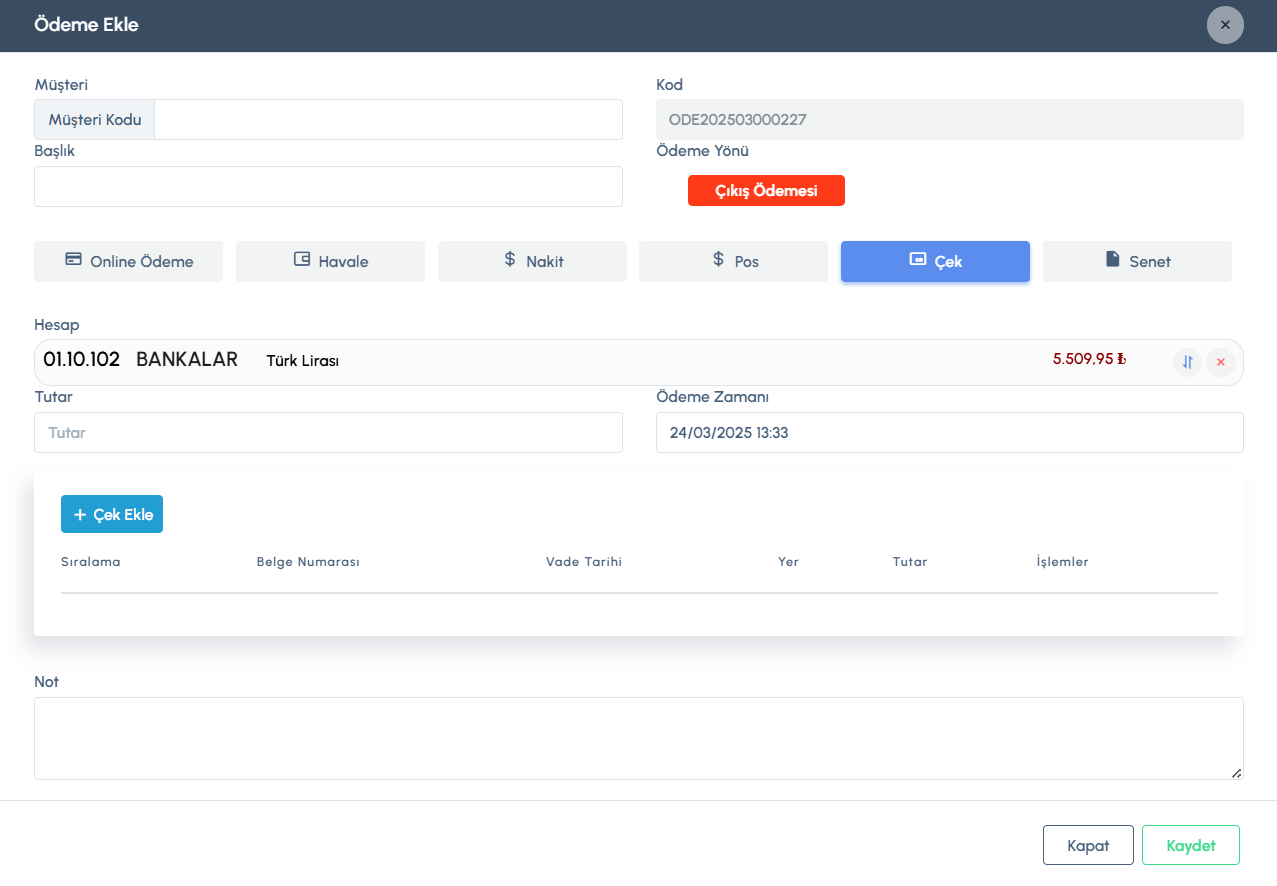 Ödeme Ekle
Müşteri
Kod
Müşteri Kodu
ODE202503000227
Başlık
Ödeme Yönü
Çıkış Ödemesi
Online Ödeme
Havale
$ Nakit
$ Pos
Çek
Senet
Hesap
01.10.102 BANKALAR Türk Lirası 5.509,95 ₺
Tutar
Ödeme Zamanı
Tutar
24/03/2025 13:33
+ Çek Ekle
Sıralama Belge Numarası Vade Tarihi Yer Tutar İşlemler
Not
Kapat
Kaydet